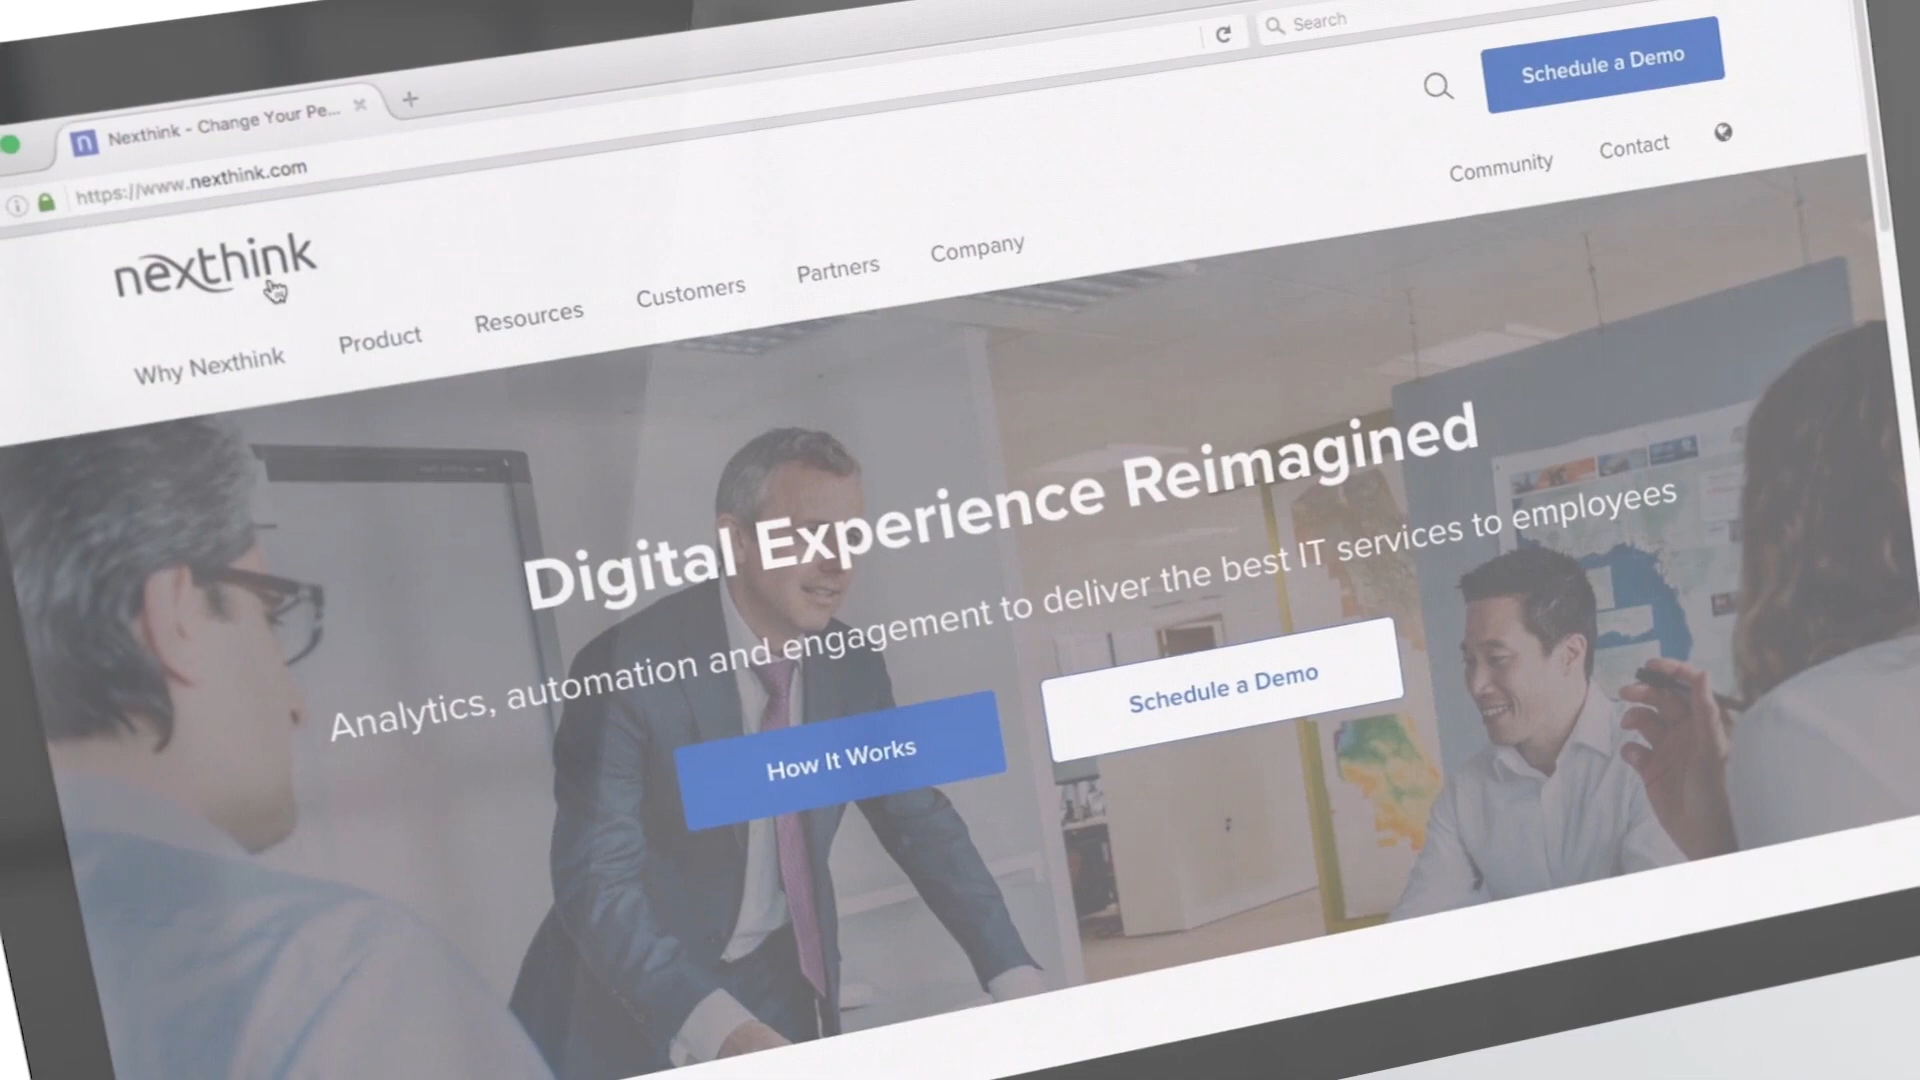 Nexthink - Change Your Pe...
https://www.nexthink.com
Search
Schedule a Demo
Community
Contact
nexthink
Why Nexthink
Product
Resources
Customers
Partners
Company
Digital Experience Reimagined
Analytics, automation and engagement to deliver the best IT services to employees
How It Works
Schedule a Demo